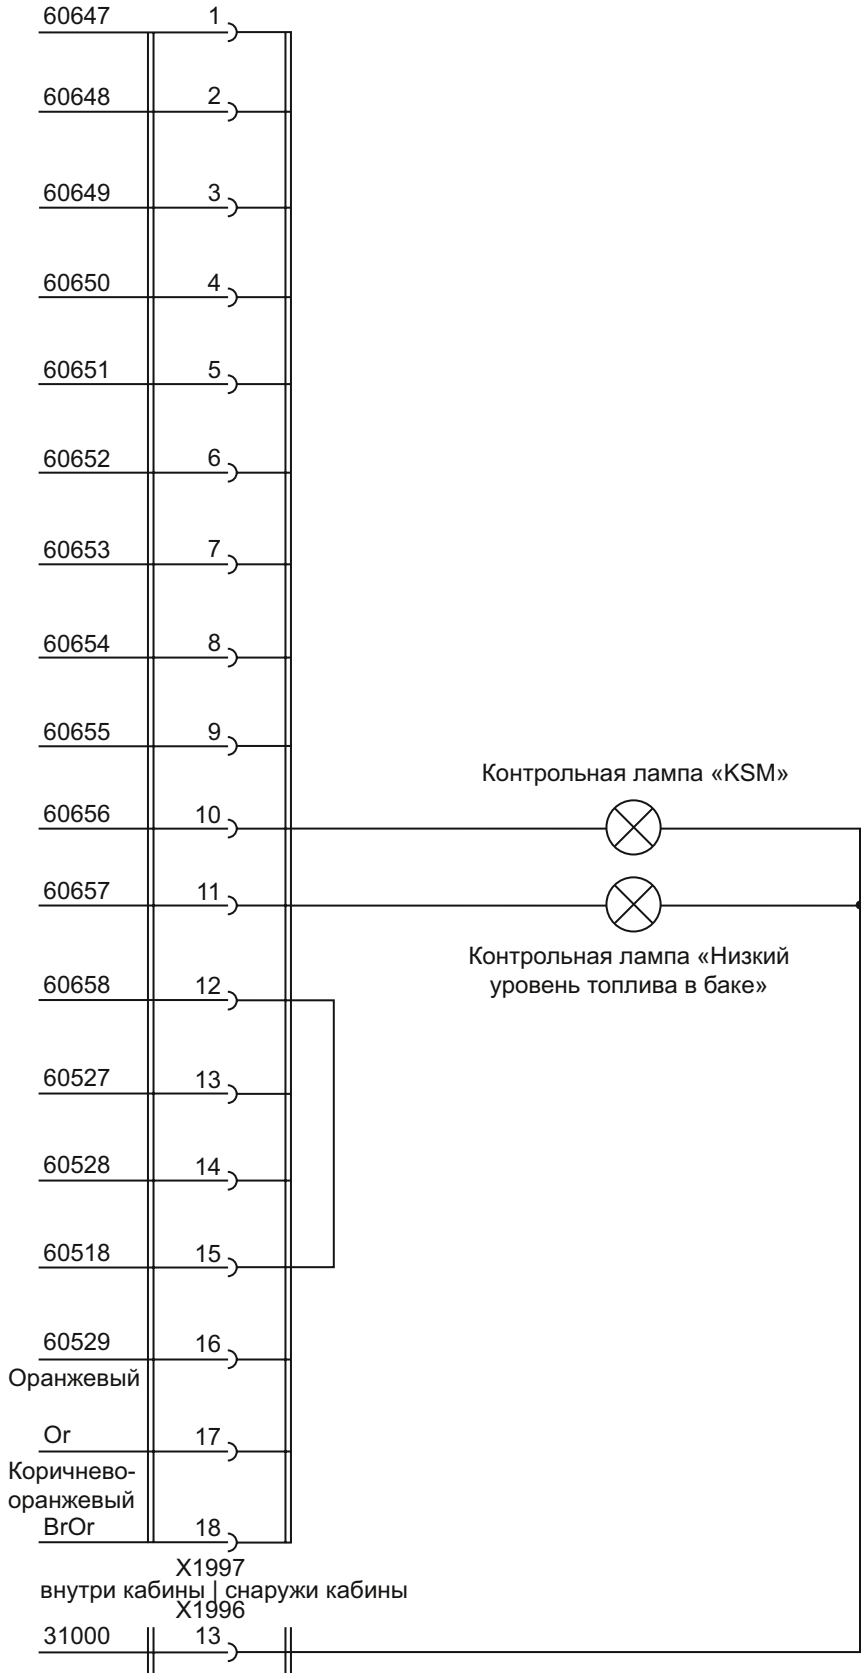 60647 1
60648 2
60649 3
60650 4
60651 5
60652 6
60653 7
60654 8
60655 9
Контрольная лампа «KSM»
60656 10
60657 11
Контрольная лампа «Низкий
уровень топлива в баке»
60658 12
60527 13
60528 14
60518 15
60529 16
Оранжевый
Or 17
Коричнево-
оранжевый
BrOr 18
X1997
внутри кабины | снаружи кабины
X1996
31000 13